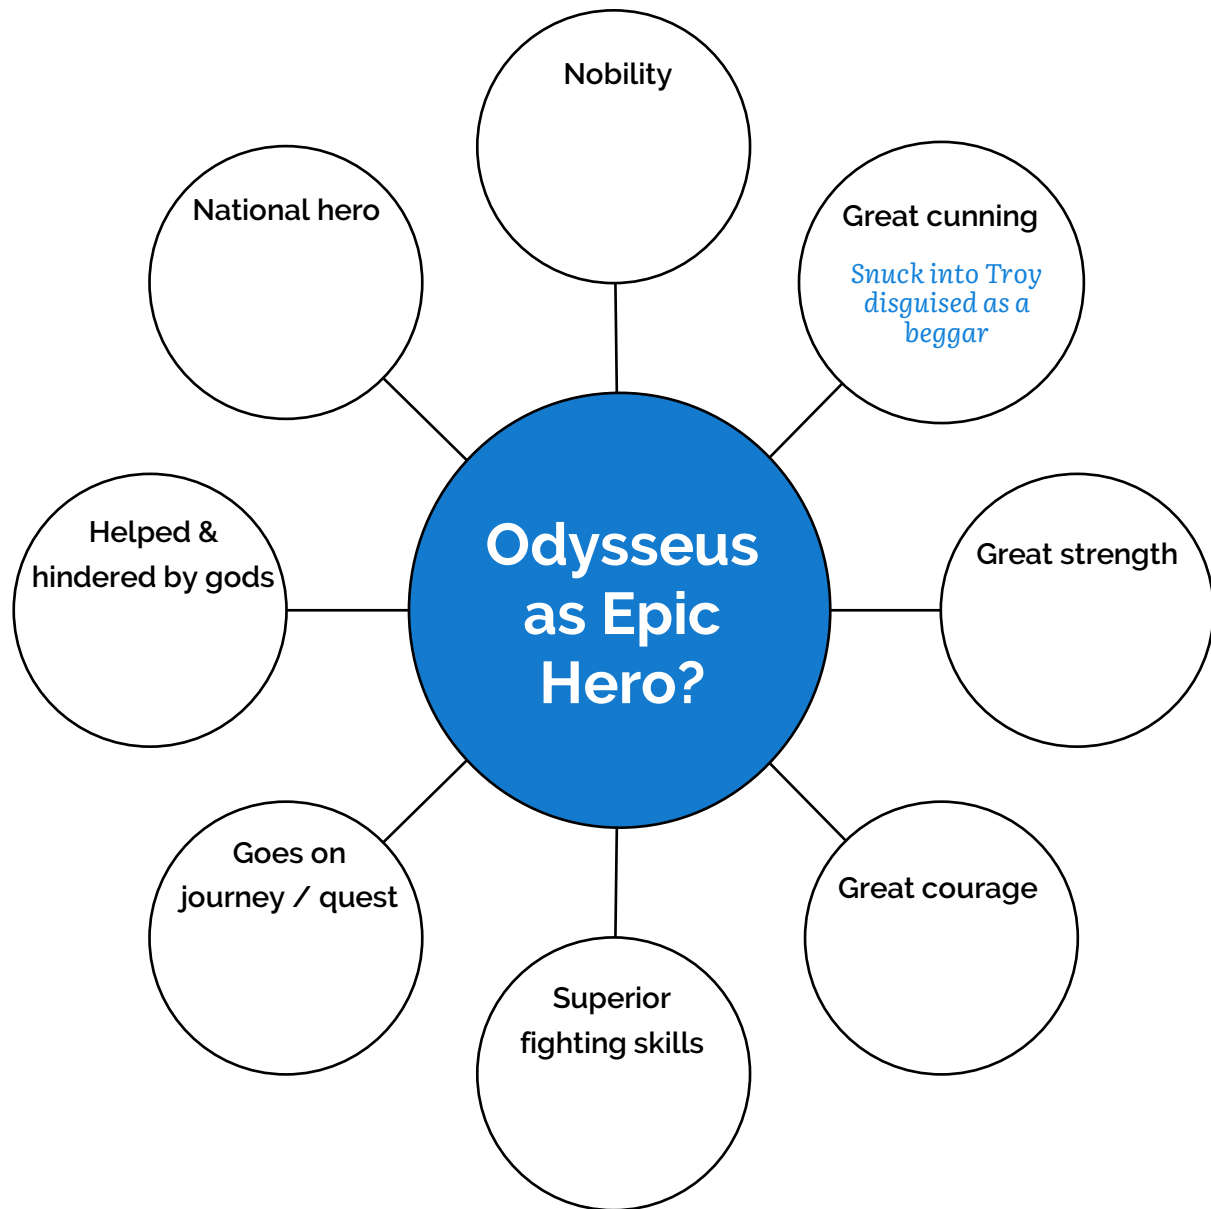 Nobility
National hero
Great cunning
Snuck into Troy
disguised as a
beggar
Helped &
hindered by gods
Odysseus
as Epic
Hero?
Great strength
Goes on
journey / quest
Great courage
Superior
fighting skills